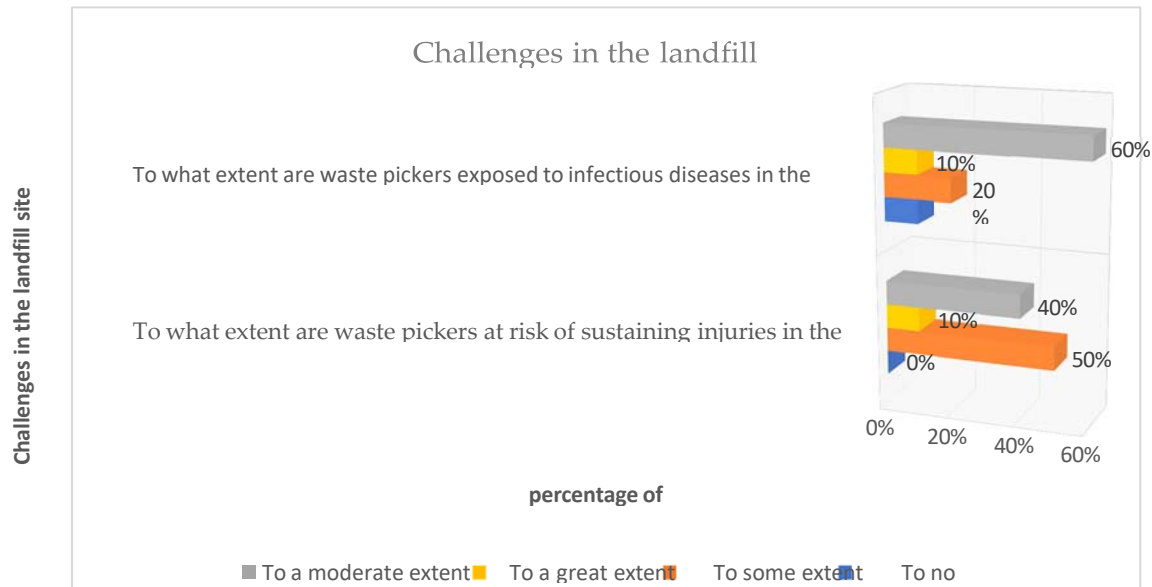 Challenges in the landfill
Challenges in the landfill site
To what extent are waste pickers exposed to infectious diseases in the
60%
10%
20
%
To what extent are waste pickers at risk of sustaining injuries in the
40%
10%
50%
0%
0%
20%
40%
60%
percentage of
To a moderate extent To a great extent To some extent To no